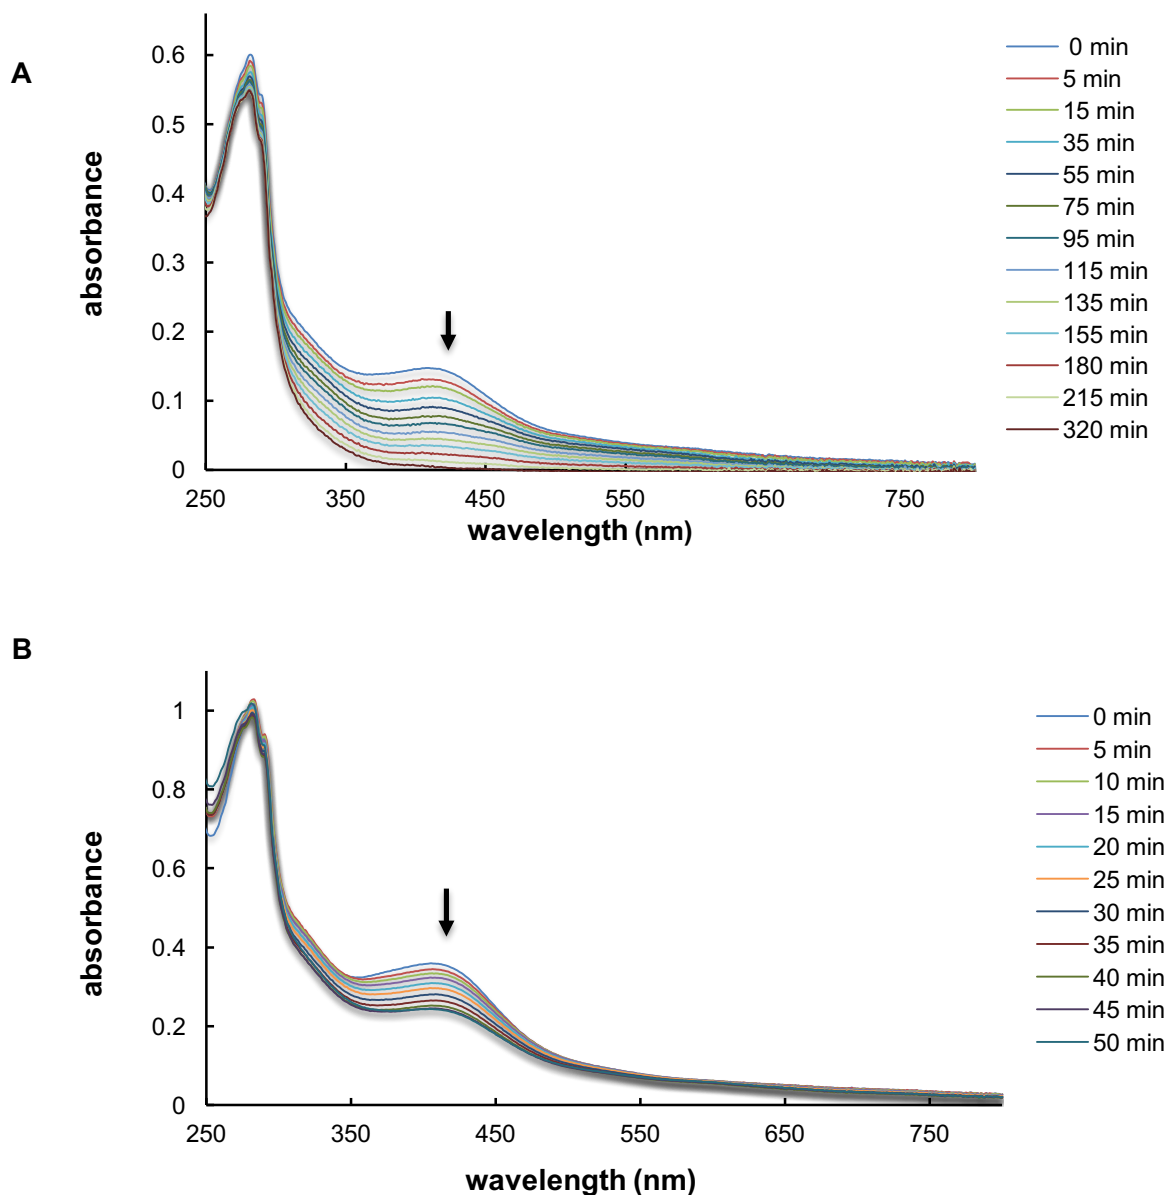 A
absorbance
0.6
0.5
0.4
0.3
0.2
0.1
0
250 350 450 550 650 750
wavelength (nm)
0 min
5 min
15 min
35 min
55 min
75 min
95 min
115 min
135 min
155 min
180 min
215 min
320 min
B
absorbance
1
0.8
0.6
0.4
0.2
0
250 350 450 550 650 750
wavelength (nm)
0 min
5 min
10 min
15 min
20 min
25 min
30 min
35 min
40 min
45 min
50 min